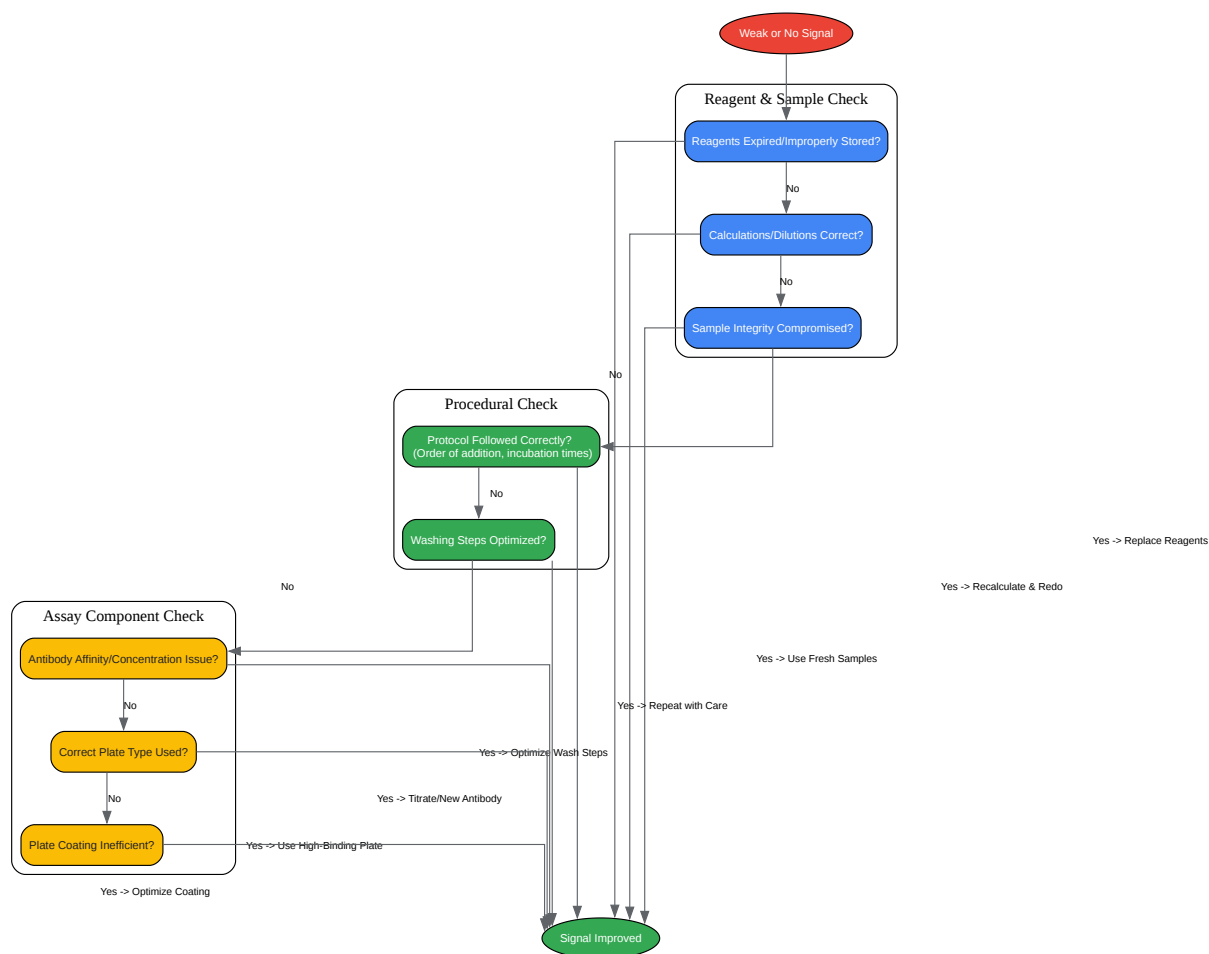 Weak or No Signal
Reagent & Sample Check
Reagents Expired/Improperly Stored?
No
Calculations/Dilutions Correct?
No
Sample Integrity Compromised?
No
Procedural Check
Protocol Followed Correctly?
(Order of addition, incubation times)
No
Washing Steps Optimized?
Yes -> Replace Reagents
No
Yes -> Recalculate & Redo
Assay Component Check
Antibody Affinity/Concentration Issue?
Yes -> Use Fresh Samples
No
Yes -> Repeat with Care
Correct Plate Type Used?
Yes -> Optimize Wash Steps
No
Yes -> Titrate/New Antibody
Plate Coating Inefficient?
Yes -> Use High-Binding Plate
Yes -> Optimize Coating
Signal Improved